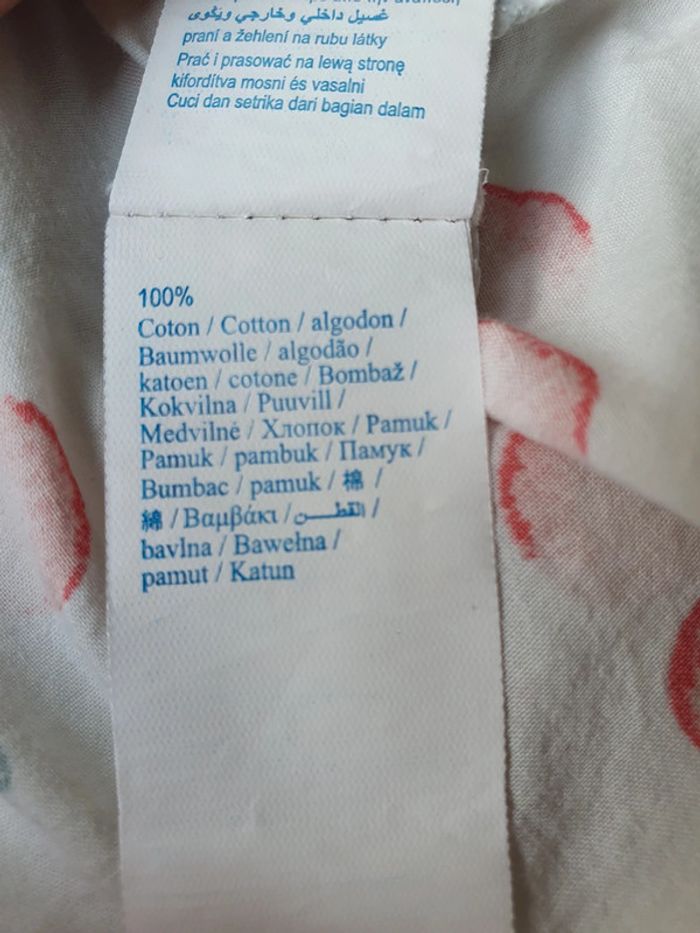 غسيل داخلي وخارجي ويكوى
praní a žehlení na rubu látky
Prać i prasować na lewą stronę
kifordítva mosni és vasalni
Cuci dan setrika dari bagian dalam
100%
Coton / Cotton / algodon /
Baumwolle / algodão /
katoen / cotone / Bombaž /
Kokvilna / Puuvill /
Medvilnė / Хлопок / Pamuk /
Pamuk / pambuk / Памук /
Bumbac / pamuk / 棉 /
綿 / Βαμβάκι / القطن /
bavlna / Bawełna /
pamut / Katun